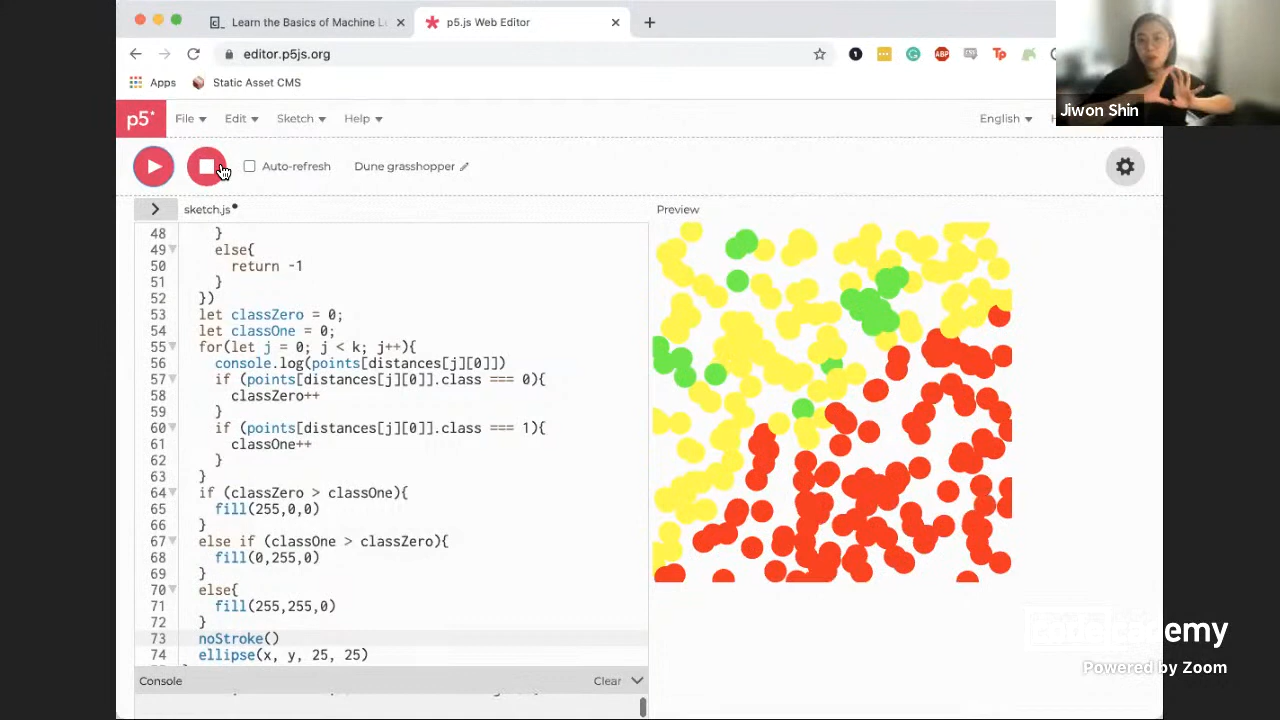 Learn the Basics of Machine Le
p5.js Web Editor
editor.p5js.org
ABP
Tp
Apps
Static Asset CMS
Jiwon Shin
p5*
File
Edit
Sketch
Help
English
Auto-refresh
Dune grasshopper
sketch.js
Preview
48 }
49 else{
50 return -1
51 }
52 })
53 let classZero = 0;
54 let classOne = 0;
55 for(let j = 0; j < k; j++){
56 console.log(points[distances[j][0]])
57 if (points[distances[j][0]].class === 0){
58 classZero++
59 }
60 if (points[distances[j][0]].class === 1){
61 classOne++
62 }
63 }
64 if (classZero > classOne){
65 fill(255,0,0)
66 }
67 else if (classOne > classZero){
68 fill(0,255,0)
69 }
70 else{
71 fill(255,255,0)
72 }
73 noStroke()
74 ellipse(x, y, 25, 25)
Console
Clear
codecademy
Powered by Zoom